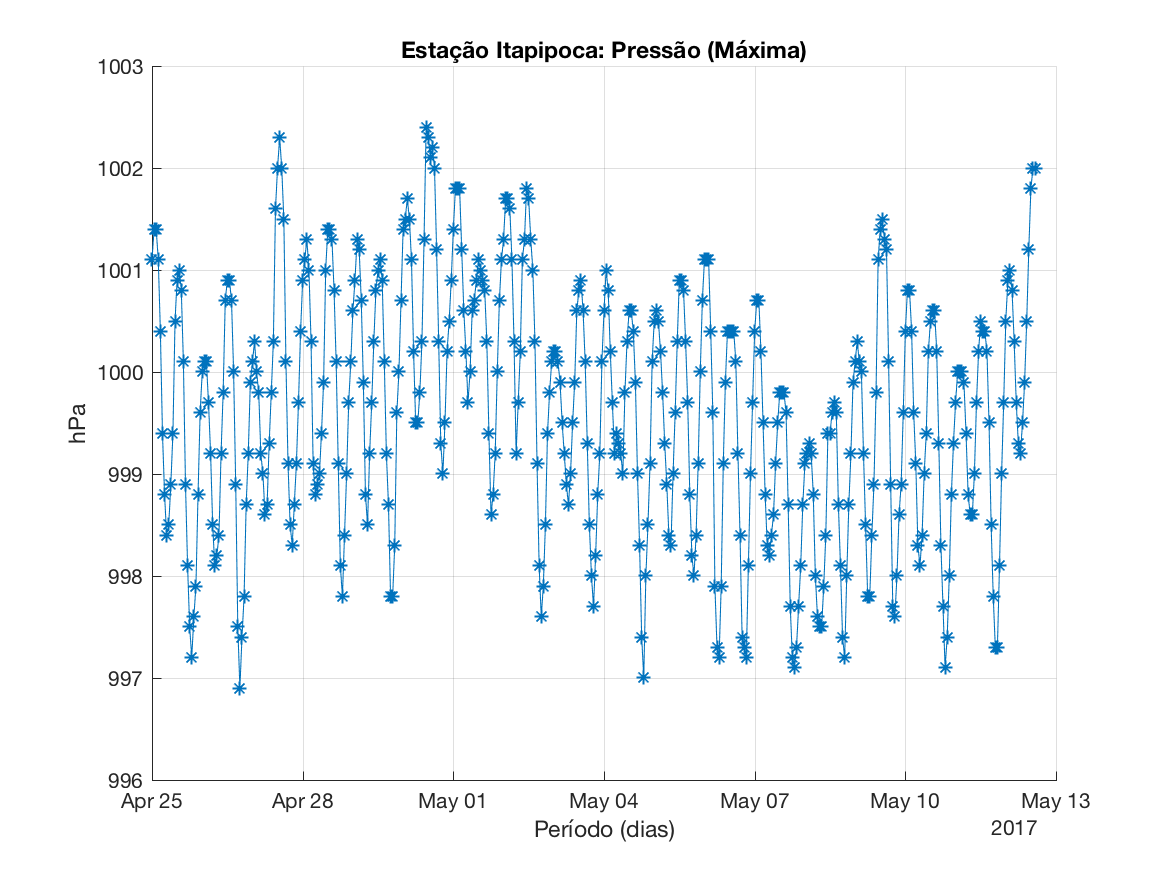 Estação Itapipoca: Pressão (Máxima)
1003
1002
1001
1000
999
998
997
996
hPa
Apr 25 Apr 28 May 01 May 04 May 07 May 10 May 13
Período (dias)
2017